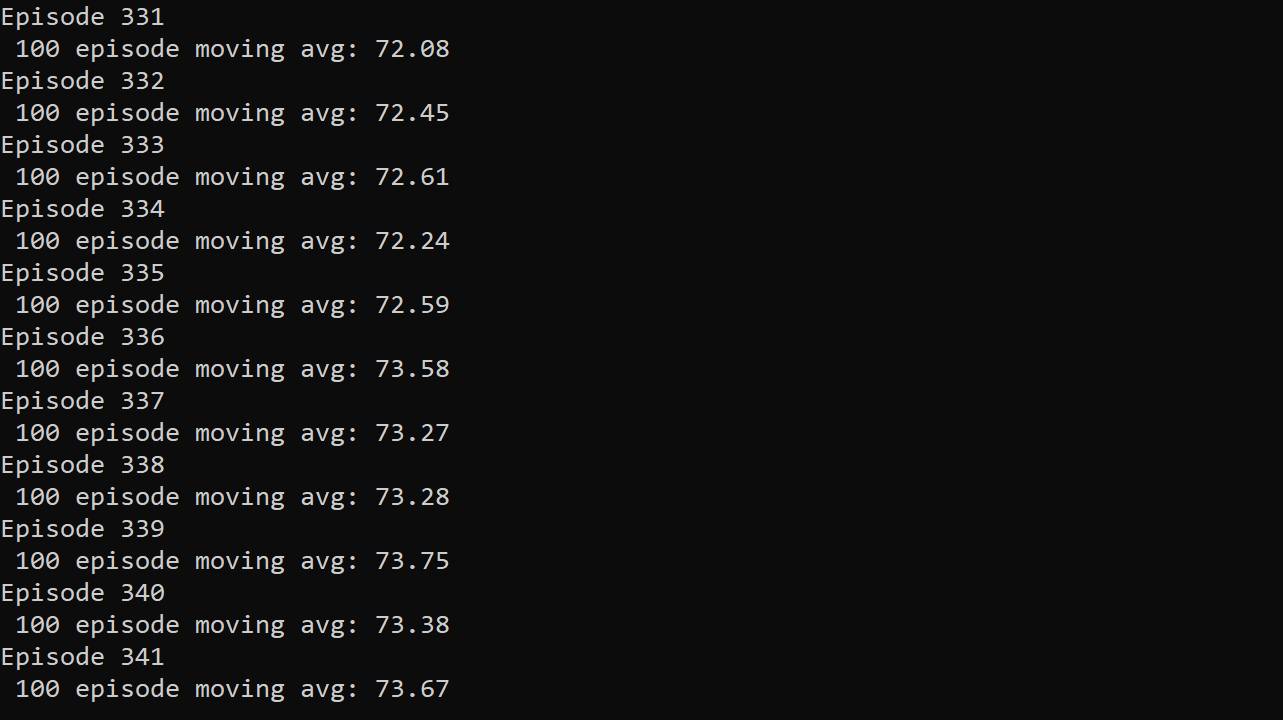 Episode 331
 100 episode moving avg: 72.08
Episode 332
 100 episode moving avg: 72.45
Episode 333
 100 episode moving avg: 72.61
Episode 334
 100 episode moving avg: 72.24
Episode 335
 100 episode moving avg: 72.59
Episode 336
 100 episode moving avg: 73.58
Episode 337
 100 episode moving avg: 73.27
Episode 338
 100 episode moving avg: 73.28
Episode 339
 100 episode moving avg: 73.75
Episode 340
 100 episode moving avg: 73.38
Episode 341
 100 episode moving avg: 73.67